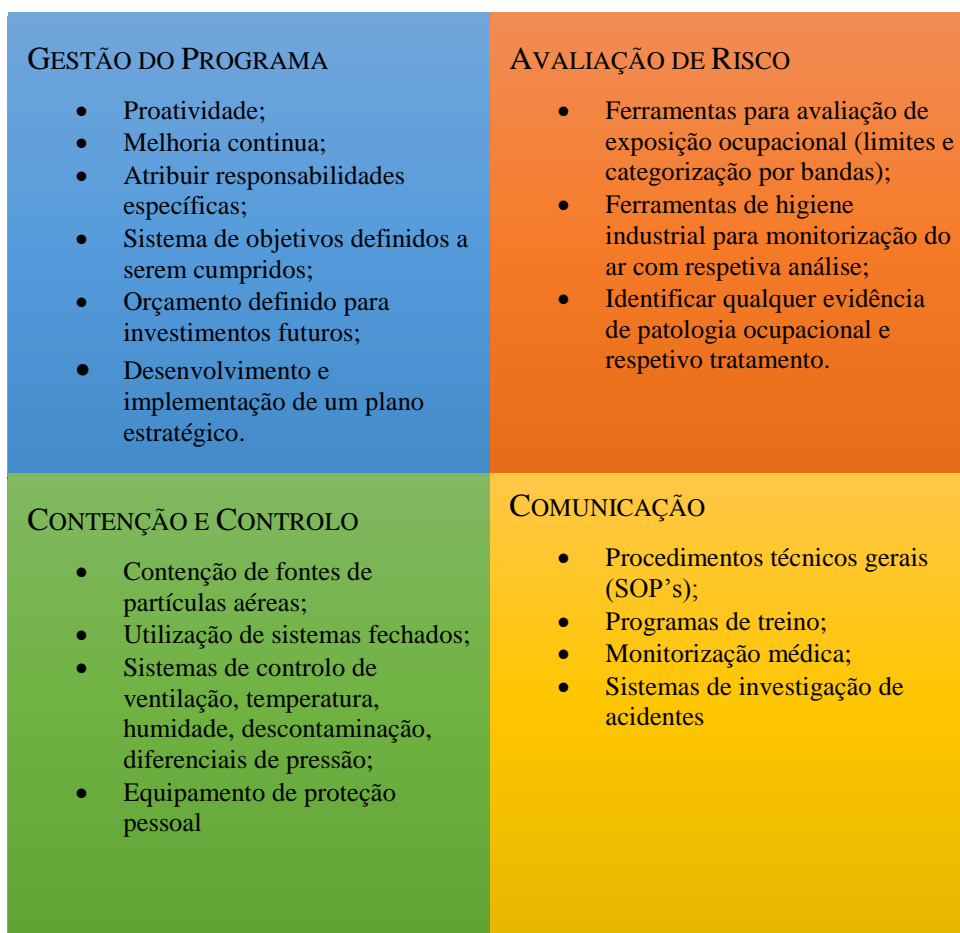 GESTÃO DO PROGRAMA
• Proatividade;
• Melhoria continua;
• Atribuir responsabilidades
específicas;
• Sistema de objetivos definidos a
serem cumpridos;
• Orçamento definido para
investimentos futuros;
• Desenvolvimento e
implementação de um plano
estratégico.
AVALIAÇÃO DE RISCO
• Ferramentas para avaliação de
exposição ocupacional (limites e
categorização por bandas);
• Ferramentas de higiene
industrial para monitorização do
ar com respetiva análise;
• Identificar qualquer evidência
de patologia ocupacional e
respetivo tratamento.
CONTENÇÃO E CONTROLO
• Contenção de fontes de
partículas aéreas;
• Utilização de sistemas fechados;
• Sistemas de controlo de
ventilação, temperatura,
humidade, descontaminação,
diferenciais de pressão;
• Equipamento de proteção
pessoal
COMUNICAÇÃO
• Procedimentos técnicos gerais
(SOP’s);
• Programas de treino;
• Monitorização médica;
• Sistemas de investigação de
acidentes